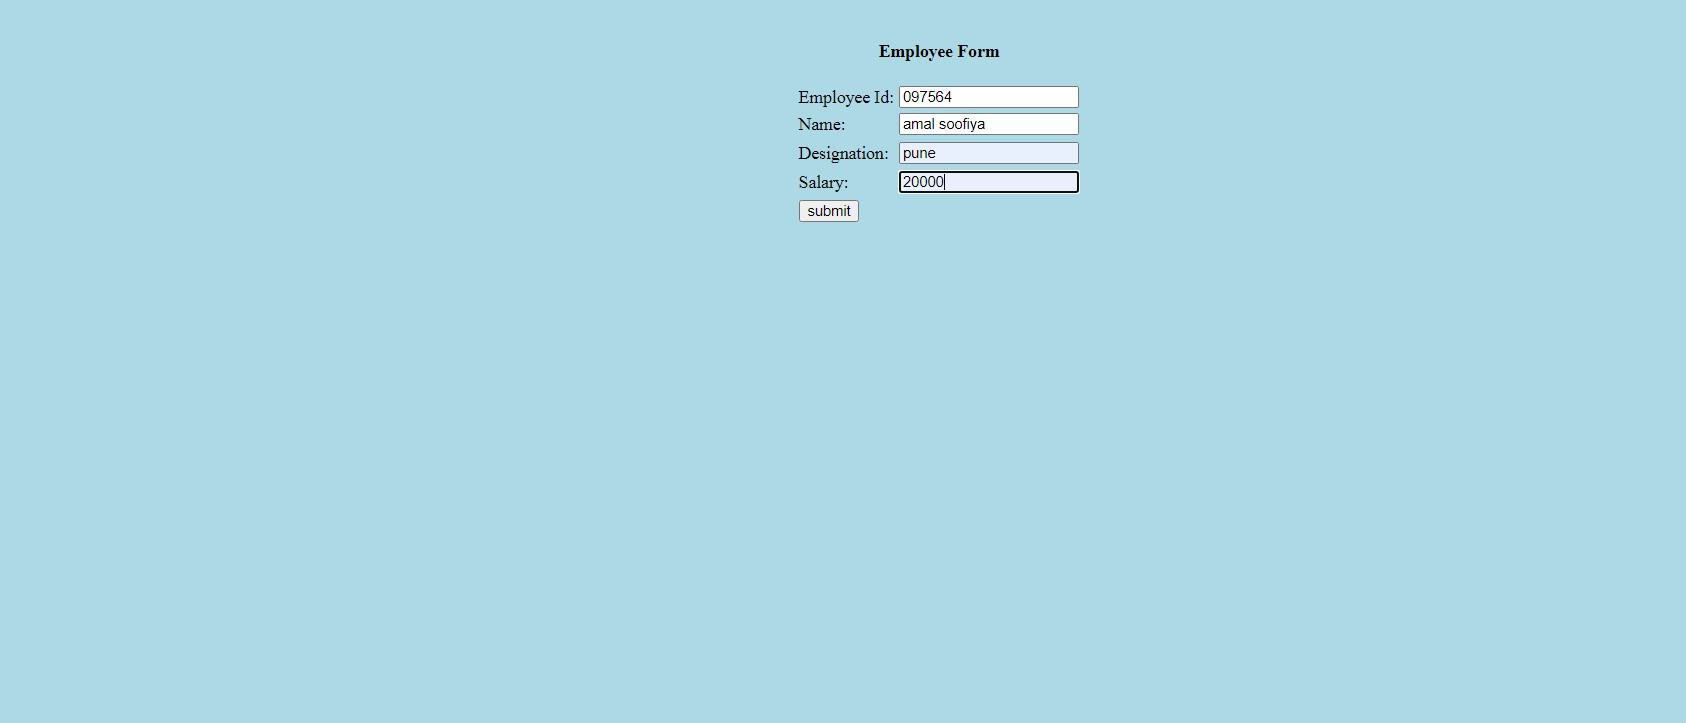 Employee Form
Employee Id: 097564
Name: amal soofiya
Designation: pune
Salary: 20000
submit